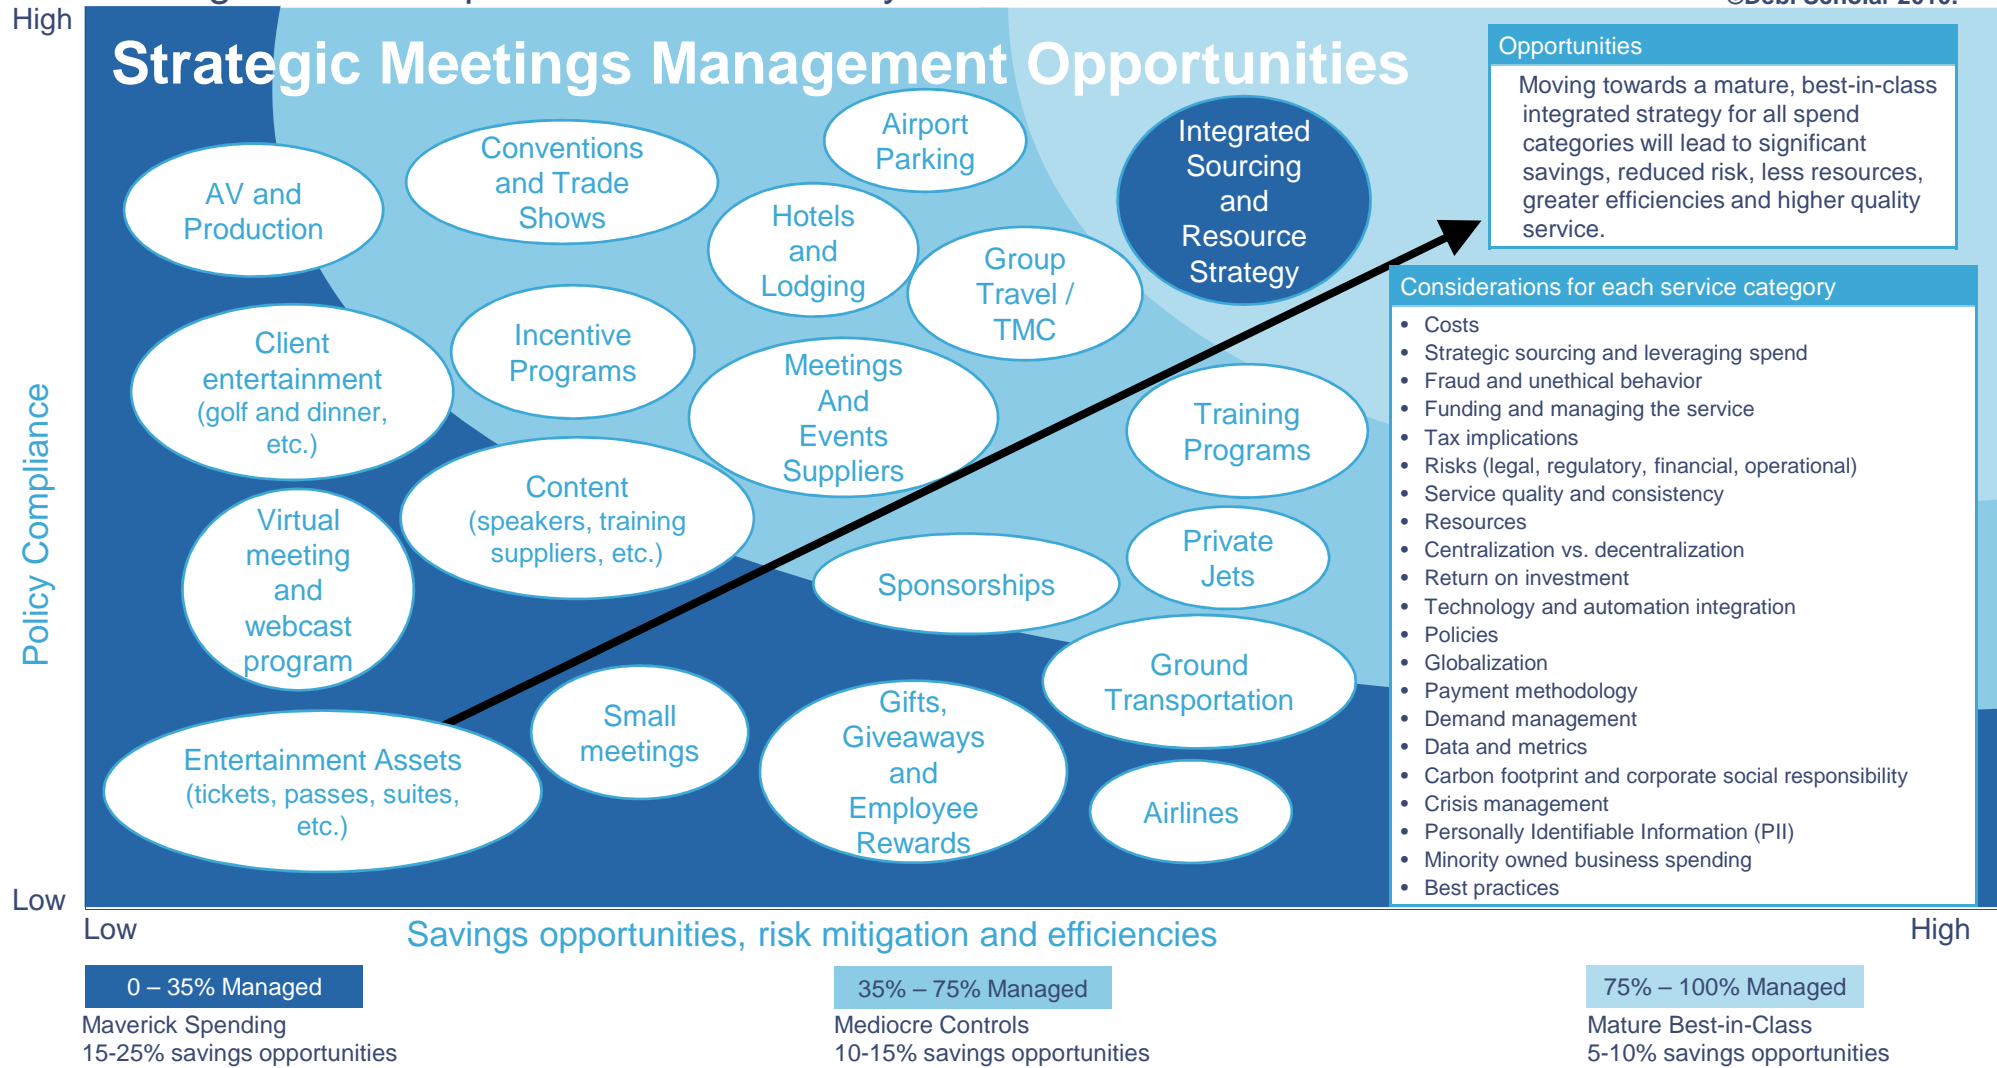 ©Debi Scholar 2010.
High
Strategic Meetings Management Opportunities
Opportunities
Moving towards a mature, best-in-class
integrated strategy for all spend
categories will lead to significant
savings, reduced risk, less resources,
greater efficiencies and higher quality
service.
Airport
Parking
Integrated
Sourcing
and
Resource
Strategy
Conventions
and Trade
Shows
AV and
Production
Hotels
and
Lodging
Group
Travel /
TMC
Client
entertainment
(golf and dinner,
etc.)
Incentive
Programs
Meetings
And
Events
Suppliers
Training
Programs
Content
(speakers, training
suppliers, etc.)
Virtual
meeting
and
webcast
program
Private
Jets
Sponsorships
Ground
Transportation
Small
meetings
Gifts,
Giveaways
and
Employee
Rewards
Entertainment Assets
(tickets, passes, suites,
etc.)
Airlines
Considerations for each service category
• Costs
• Strategic sourcing and leveraging spend
• Fraud and unethical behavior
• Funding and managing the service
• Tax implications
• Risks (legal, regulatory, financial, operational)
• Service quality and consistency
• Resources
• Centralization vs. decentralization
• Return on investment
• Technology and automation integration
• Policies
• Globalization
• Payment methodology
• Demand management
• Data and metrics
• Carbon footprint and corporate social responsibility
• Crisis management
• Personally Identifiable Information (PII)
• Minority owned business spending
• Best practices
Policy Compliance
Low
Low
Savings opportunities, risk mitigation and efficiencies
High
0 – 35% Managed
Maverick Spending
15-25% savings opportunities
35% – 75% Managed
Mediocre Controls
10-15% savings opportunities
75% – 100% Managed
Mature Best-in-Class
5-10% savings opportunities